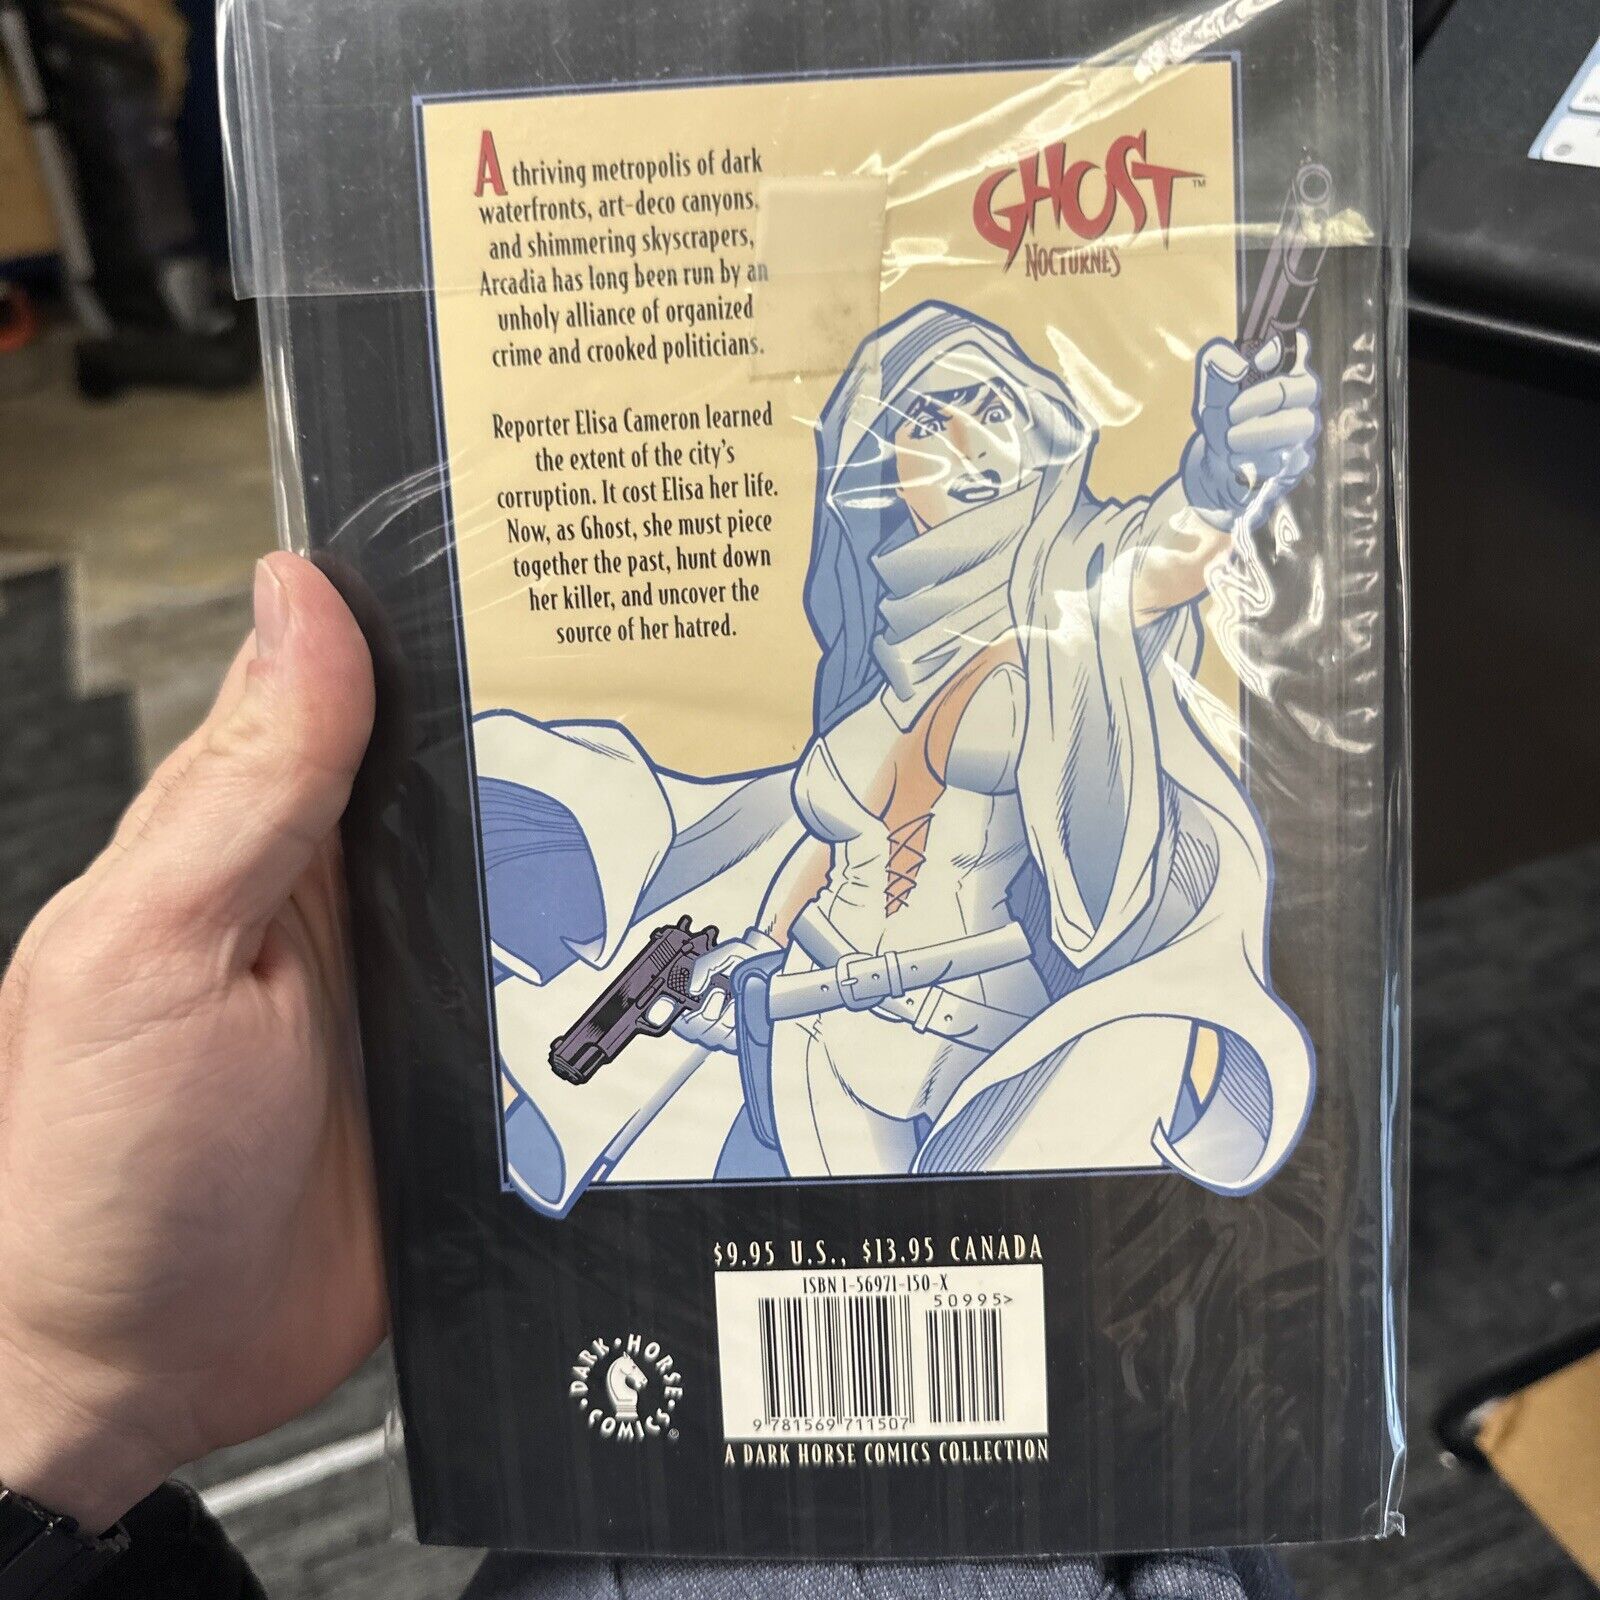 A thriving metropolis of dark
waterfronts, art-deco canyons,
and shimmering skyscrapers,
Arcadia has long been run by an
unholy alliance of organized
crime and crooked politicians.
Reporter Elisa Cameron learned
the extent of the city's
corruption. It cost Elisa her life.
Now, as Ghost, she must piece
together the past, hunt down
her killer, and uncover the
source of her hatred.
GHOST™
NOCTURNES
$9.95 U.S., $13.95 CANADA
ISBN 1-56971-150-X
50995>
9 781569 711507
DARK HORSE COMICS®
A DARK HORSE COMICS COLLECTION